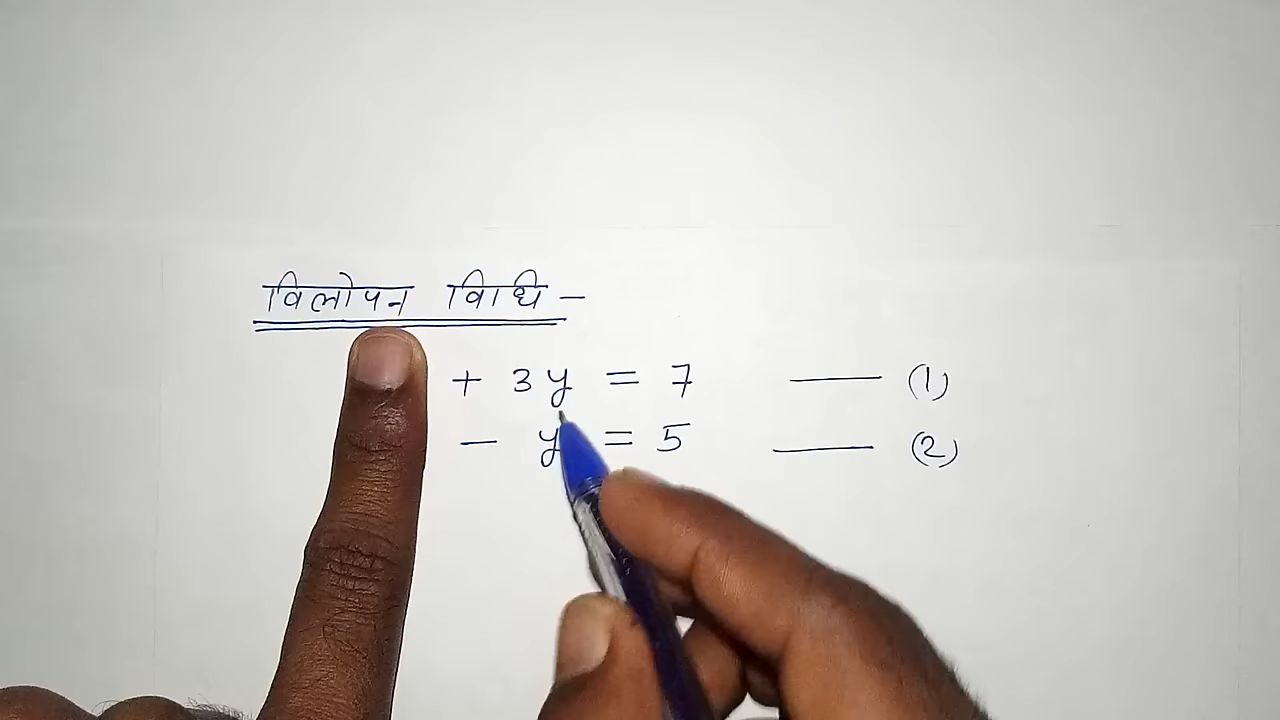 विलोपन विधि –
+ 3y = 7 —— (1)
– y = 5 —— (2)